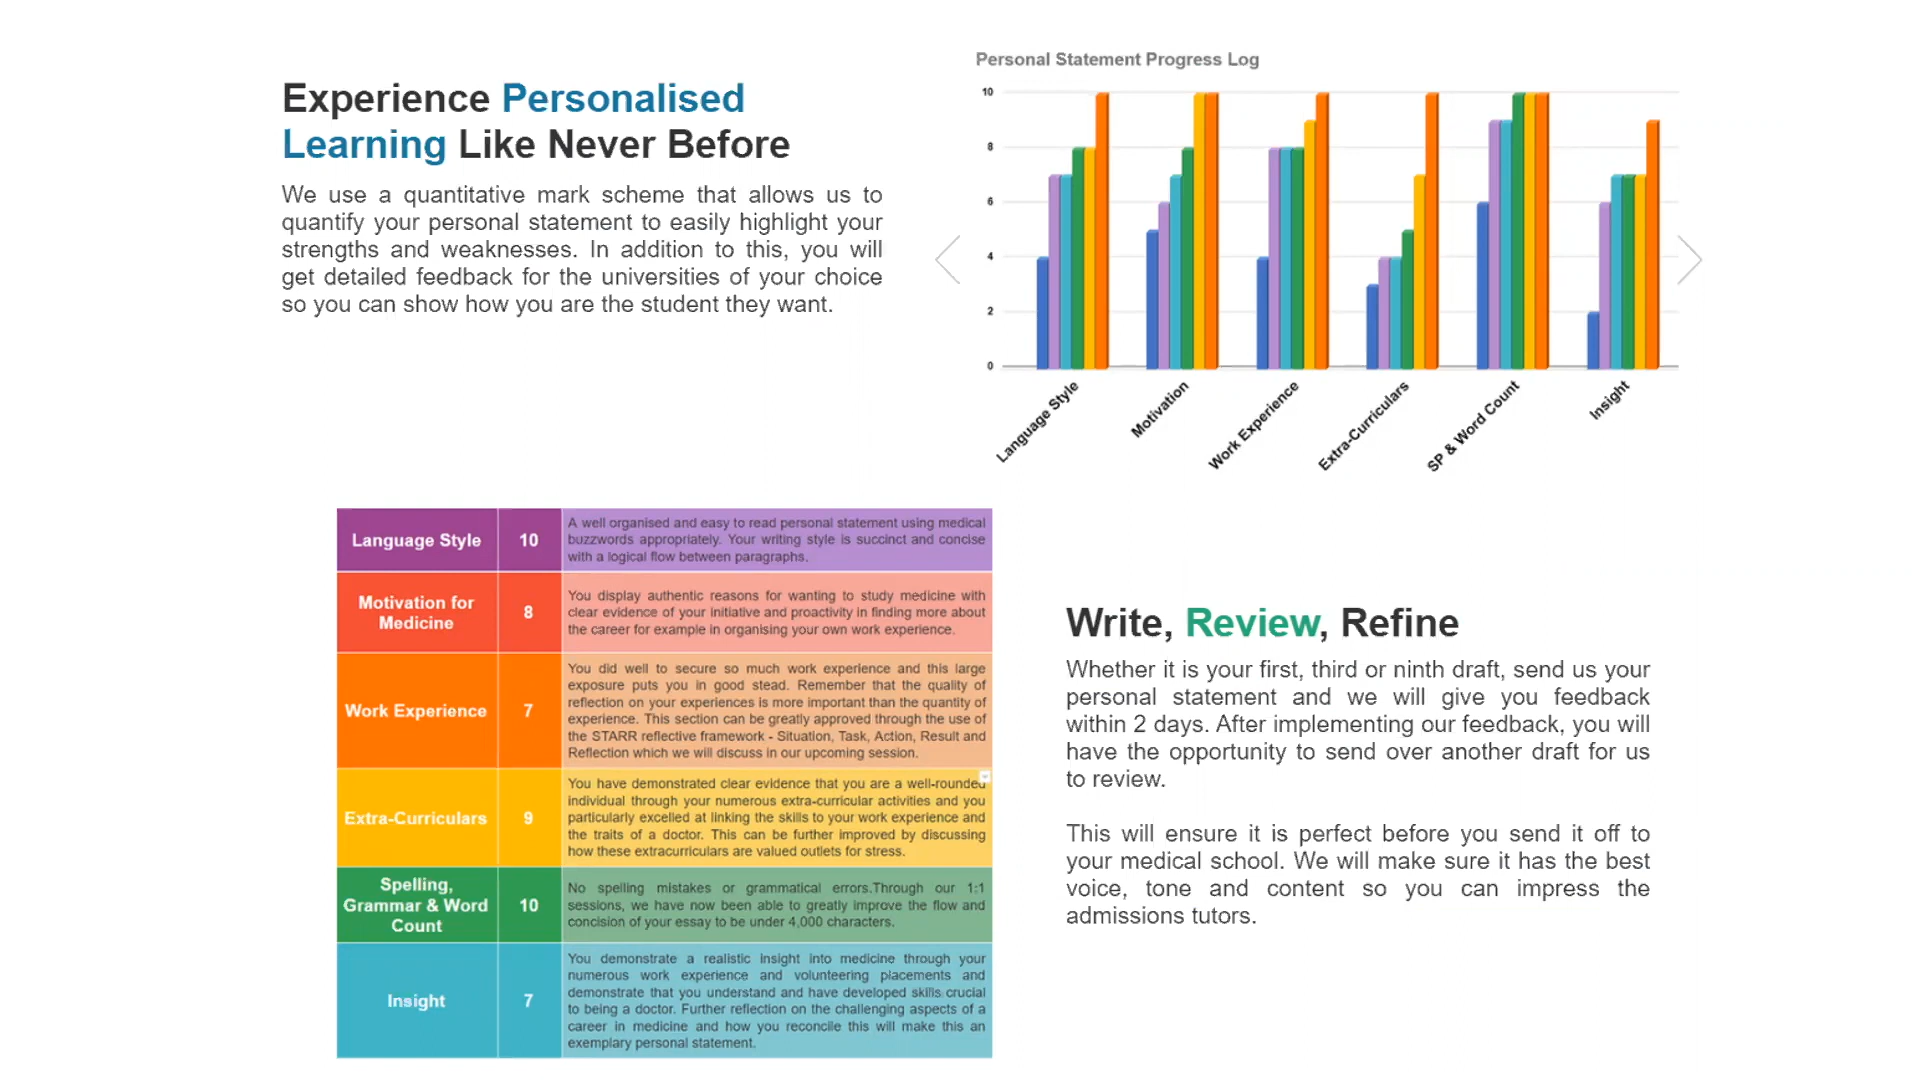 Experience Personalised
Learning Like Never Before
We use a quantitative mark scheme that allows us to
quantify your personal statement to easily highlight your
strengths and weaknesses. In addition to this, you will
get detailed feedback for the universities of your choice
so you can show how you are the student they want.
Personal Statement Progress Log
10
8
6
4
2
0
Language Style
Motivation
Work Experience
Extra-Curriculars
SP & Word Count
Insight
Language Style
10
A well organised and easy to read personal statement using medical
buzzwords appropriately. Your writing style is succinct and concise
with a logical flow between paragraphs.
Motivation for
Medicine
8
You display authentic reasons for wanting to study medicine with
clear evidence of your initiative and proactivity in finding more about
the career for example in organising your own work experience.
Work Experience
7
You did well to secure so much work experience and this large
exposure puts you in good stead. Remember that the quality of
reflection on your experiences is more important than the quantity of
experience. This section can be greatly approved through the use of
the STARR reflective framework - Situation, Task, Action, Result and
Reflection which we will discuss in our upcoming session.
Extra-Curriculars
9
You have demonstrated clear evidence that you are a well-rounded
individual through your numerous extra-curricular activities and you
particularly excelled at linking the skills to your work experience and
the traits of a doctor. This can be further improved by discussing
how these extracurriculars are valued outlets for stress.
Spelling,
Grammar & Word
Count
10
No spelling mistakes or grammatical errors.Through our 1:1
sessions, we have now been able to greatly improve the flow and
concision of your essay to be under 4,000 characters.
Insight
7
You demonstrate a realistic insight into medicine through your
numerous work experience and volunteering placements and
demonstrate that you understand and have developed skills crucial
to being a doctor. Further reflection on the challenging aspects of a
career in medicine and how you reconcile this will make this an
exemplary personal statement.
Write, Review, Refine
Whether it is your first, third or ninth draft, send us your
personal statement and we will give you feedback
within 2 days. After implementing our feedback, you will
have the opportunity to send over another draft for us
to review.
This will ensure it is perfect before you send it off to
your medical school. We will make sure it has the best
voice, tone and content so you can impress the
admissions tutors.